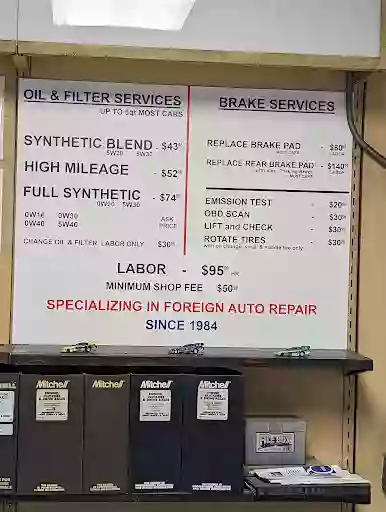 OIL & FILTER SERVICES
UP TO 5qt MOST CARS
SYNTHETIC BLEND - $43
5W20 5W30
HIGH MILEAGE - $52
FULL SYNTHETIC - $74
0W20 5W30
0W16 0W30 ASK
0W40 5W40 PRICE
CHANGE OIL & FILTER LABOR ONLY $30
BRAKE SERVICES
REPLACE BRAKE PAD - $80
REPLACE REAR BRAKE PAD - $140
MOST CARS
EMISSION TEST - $20
OBD SCAN - $30
LIFT and CHECK - $30
ROTATE TIRES - $30
LABOR - $95 HR
MINIMUM SHOP FEE $50
SPECIALIZING IN FOREIGN AUTO REPAIR
SINCE 1984
Mitchell
Mitchell
Mitchell
Mitchell